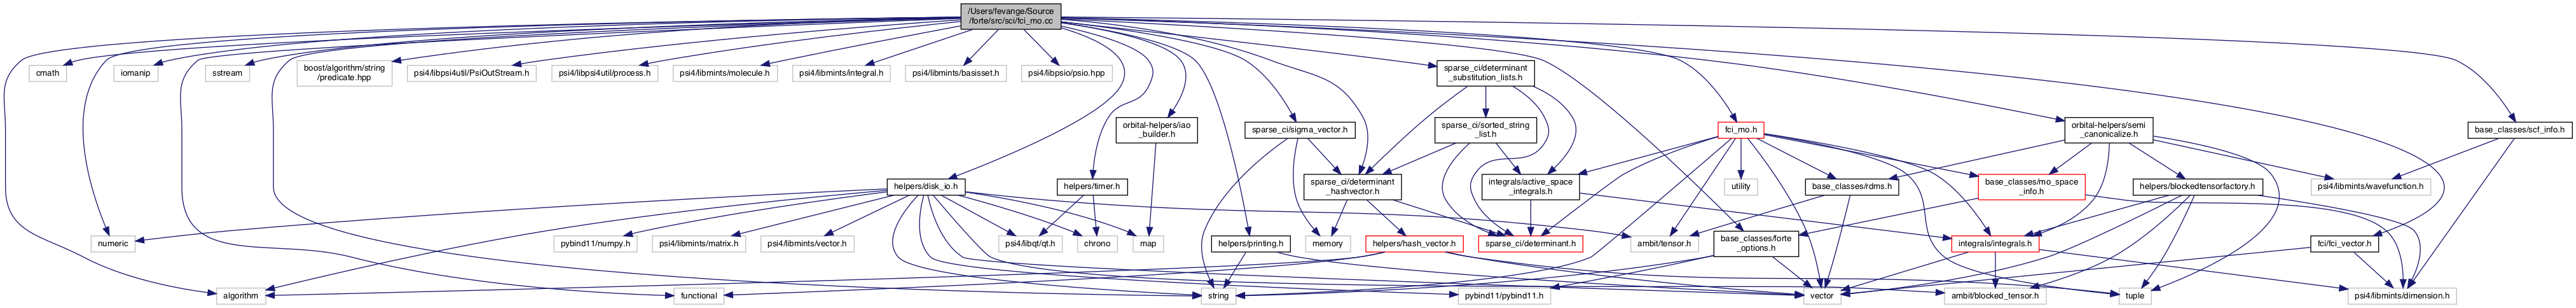 /Users/fevange/Source
/forte/src/sci/fci_mo.cc
cmath
iomanip
sstream
boost/algorithm/string
/predicate.hpp
psi4/libpsi4util/PsiOutStream.h
psi4/libpsi4util/process.h
psi4/libmints/molecule.h
psi4/libmints/integral.h
psi4/libmints/basisset.h
psi4/libpsio/psio.hpp
sparse_ci/determinant
_substitution_lists.h
orbital-helpers/iao
_builder.h
sparse_ci/sigma_vector.h
sparse_ci/sorted_string
_list.h
fci_mo.h
orbital-helpers/semi
_canonicalize.h
base_classes/scf_info.h
helpers/disk_io.h
helpers/timer.h
sparse_ci/determinant
_hashvector.h
integrals/active_space
_integrals.h
utility
base_classes/rdms.h
base_classes/mo_space
_info.h
helpers/blockedtensorfactory.h
psi4/libmints/wavefunction.h
numeric
pybind11/numpy.h
psi4/libmints/matrix.h
psi4/libmints/vector.h
psi4/libqt/qt.h
chrono
map
helpers/printing.h
memory
helpers/hash_vector.h
sparse_ci/determinant.h
ambit/tensor.h
base_classes/forte
_options.h
integrals/integrals.h
fci/fci_vector.h
algorithm
functional
string
pybind11/pybind11.h
vector
ambit/blocked_tensor.h
tuple
psi4/libmints/dimension.h